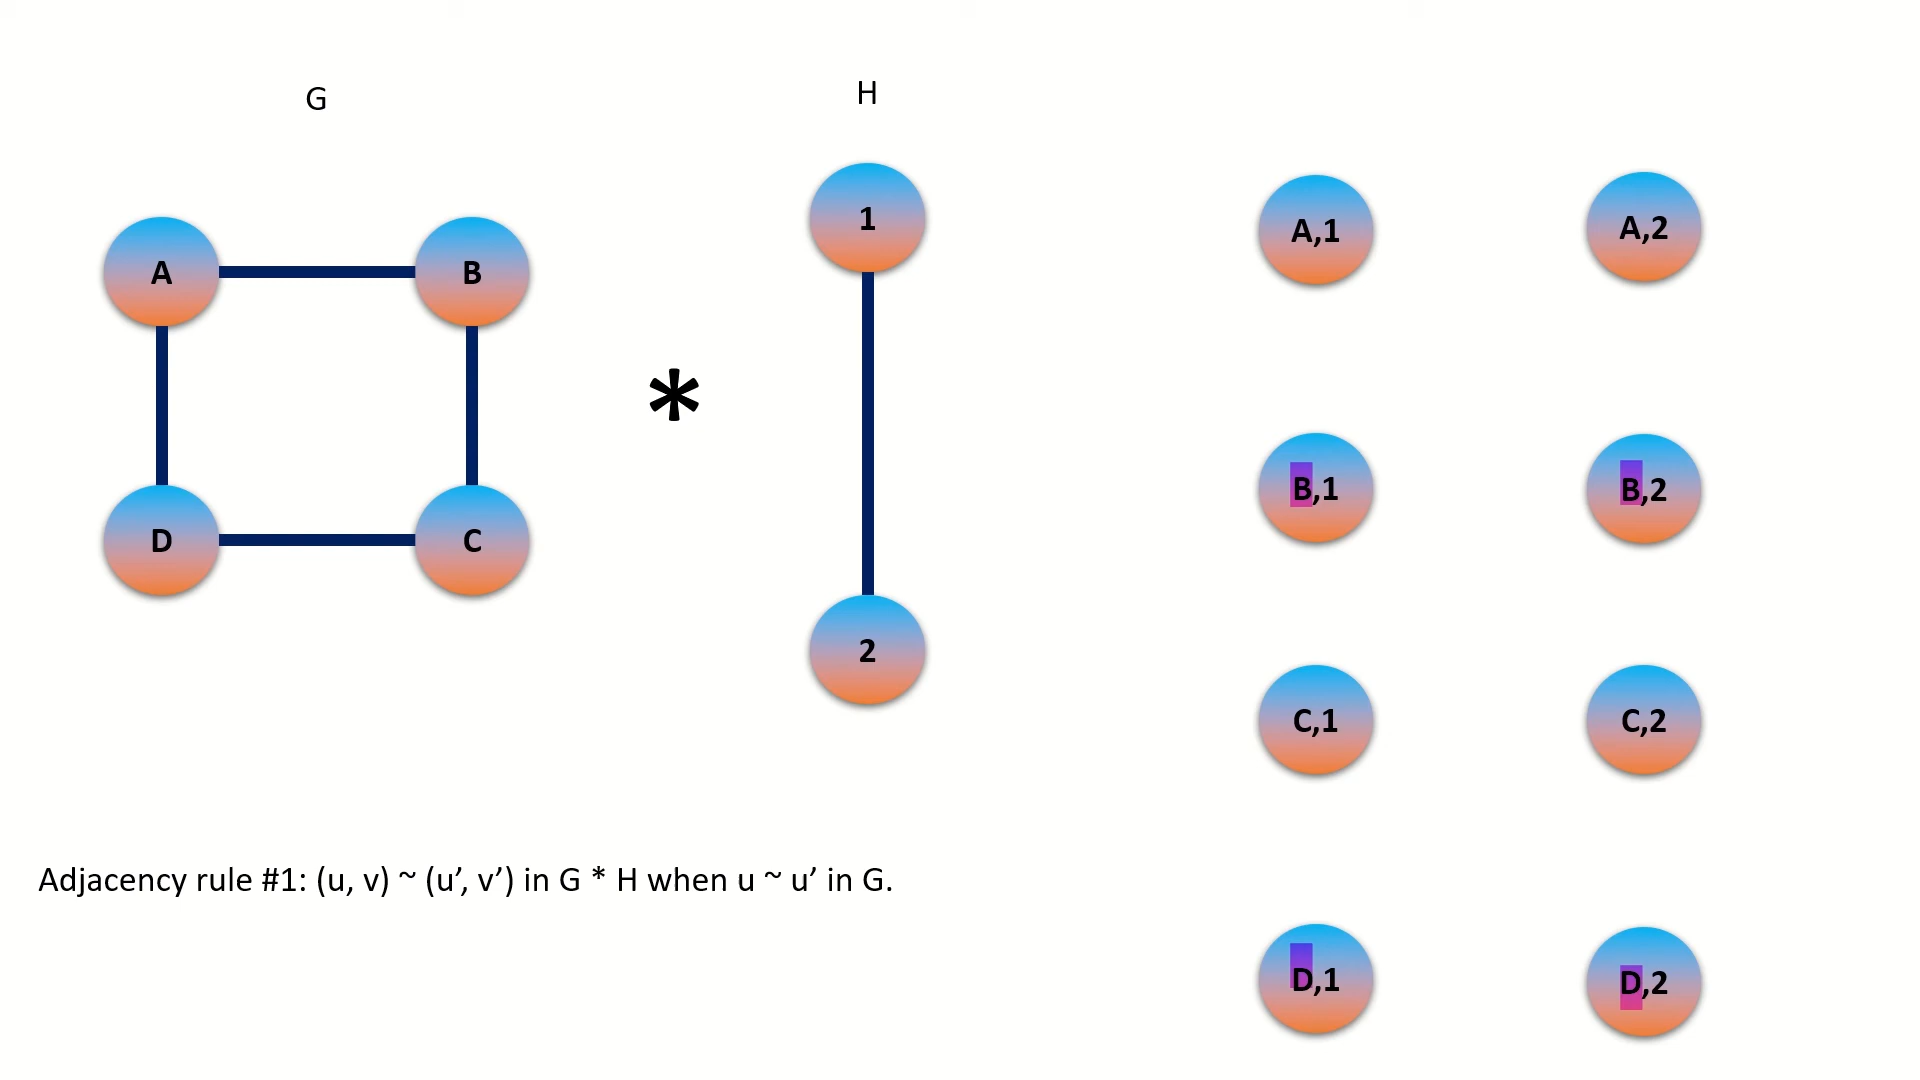 G
H
A
B
D
C
*
1
2
A,1
A,2
B,1
B,2
C,1
C,2
D,1
D,2
Adjacency rule #1: (u, v) ~ (u’, v’) in G * H when u ~ u’ in G.